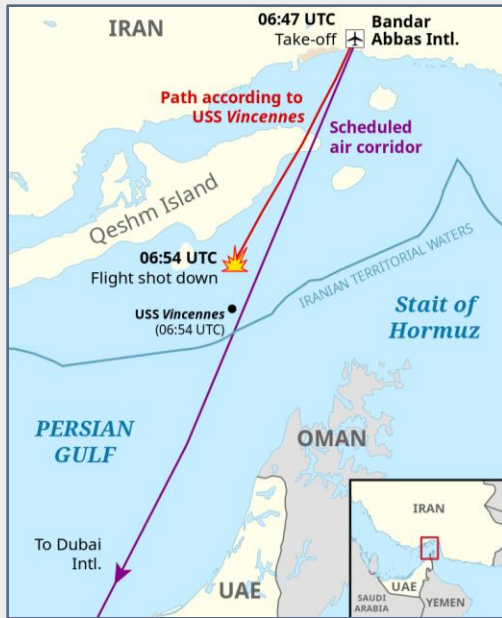 IRAN
06:47 UTC
Take-off
Bandar
Abbas Intl.
Path according to
USS Vincennes
Scheduled
air corridor
Qeshm Island
06:54 UTC
Flight shot down
IRANIAN TERRITORIAL WATERS
USS Vincennes
(06:54 UTC)
Stait of
Hormuz
PERSIAN
GULF
OMAN
To Dubai
Intl.
UAE
IRAN
UAE
SAUDI
ARABIA
YEMEN